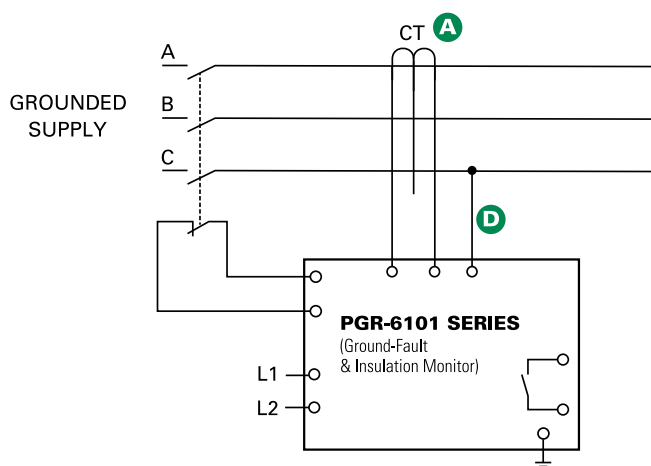 CT A
A
GROUNDED
SUPPLY
B
C
D
PGR-6101 SERIES
(Ground-Fault
& Insulation Monitor)
L1
L2